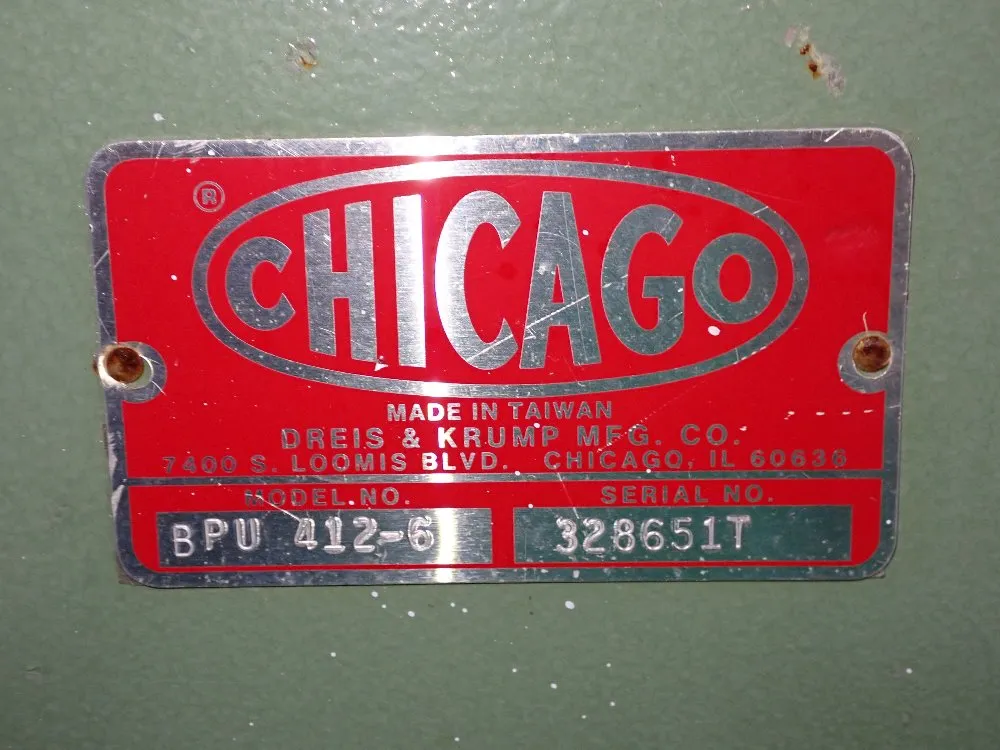 ®
CHICAGO
MADE IN TAIWAN
DREIS & KRUMP MFG. CO.
7400 S. LOOMIS BLVD. CHICAGO, IL 60636
MODEL NO. SERIAL NO.
BPU 412-6 328651T